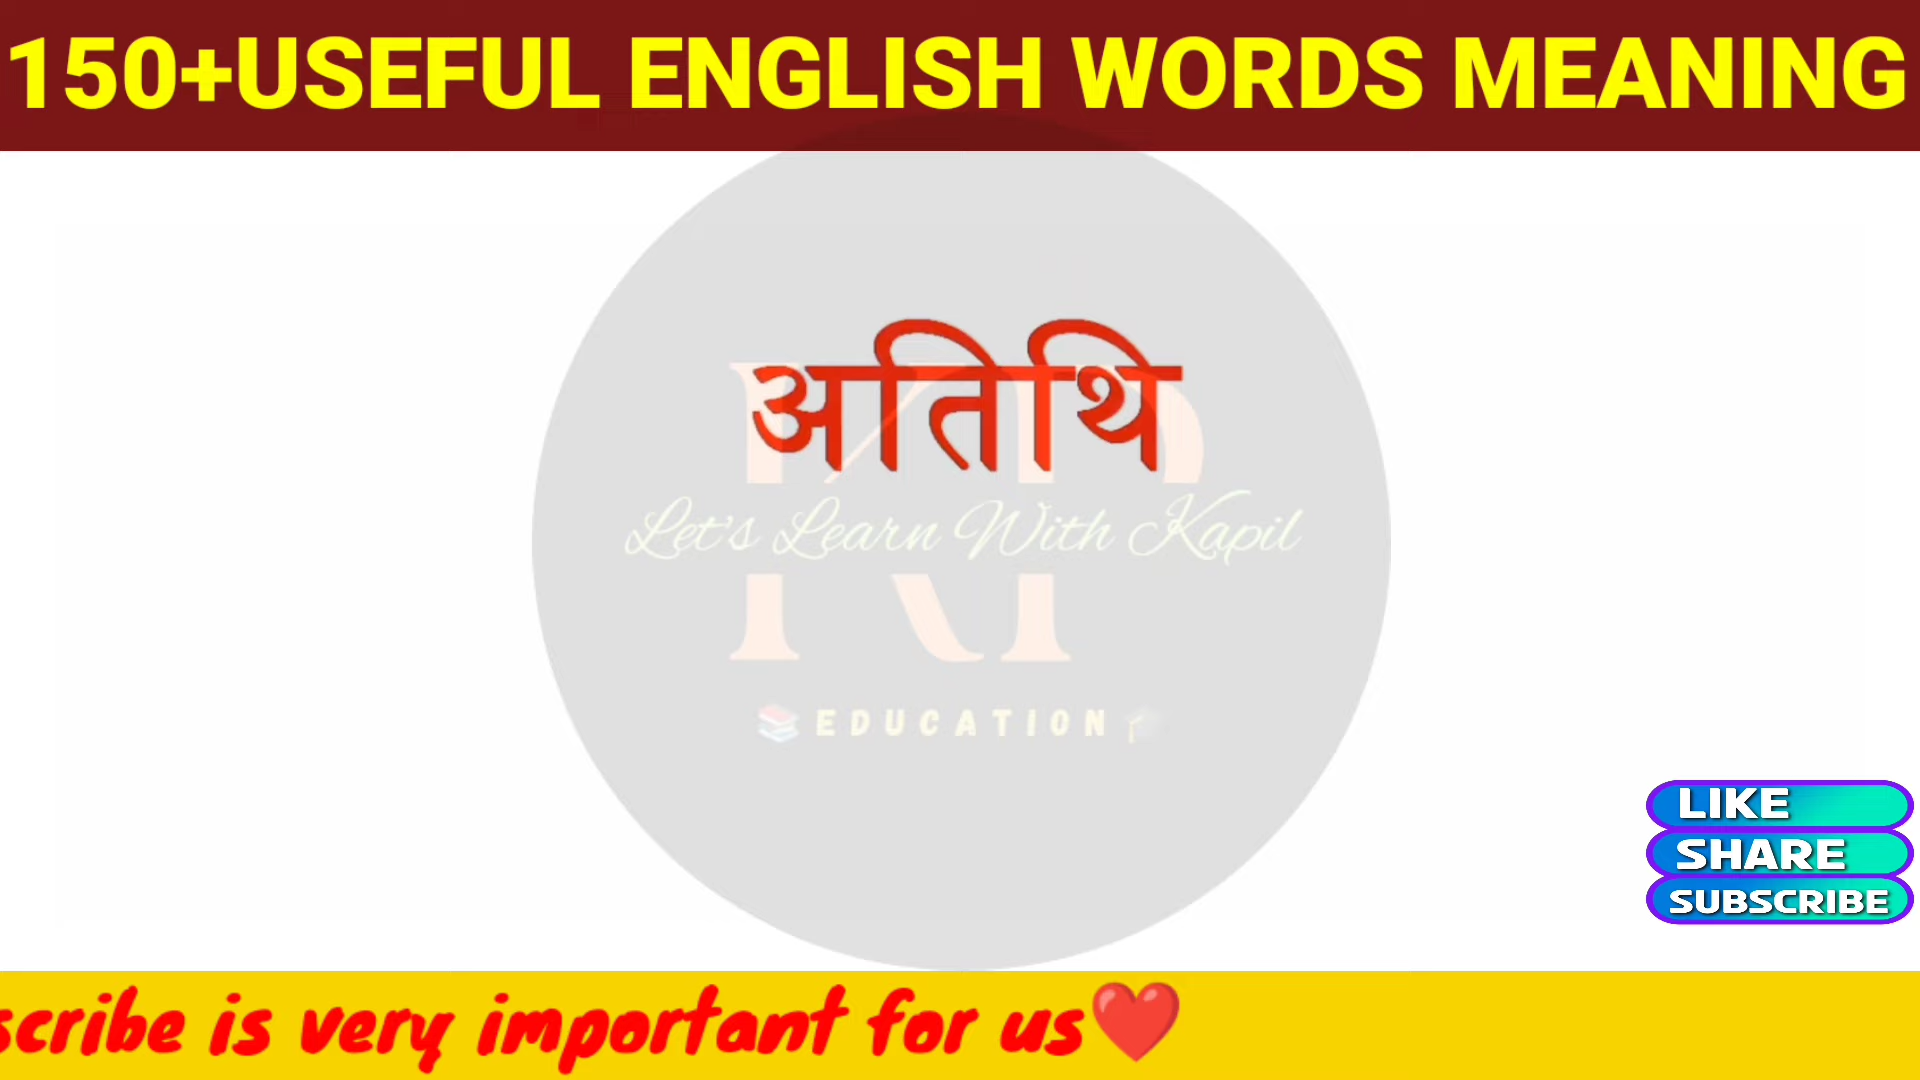 150+USEFUL ENGLISH WORDS MEANING
अतिथि
Let's Learn With Kapil
EDUCATION
LIKE
SHARE
SUBSCRIBE
scribe is very important for us❤️